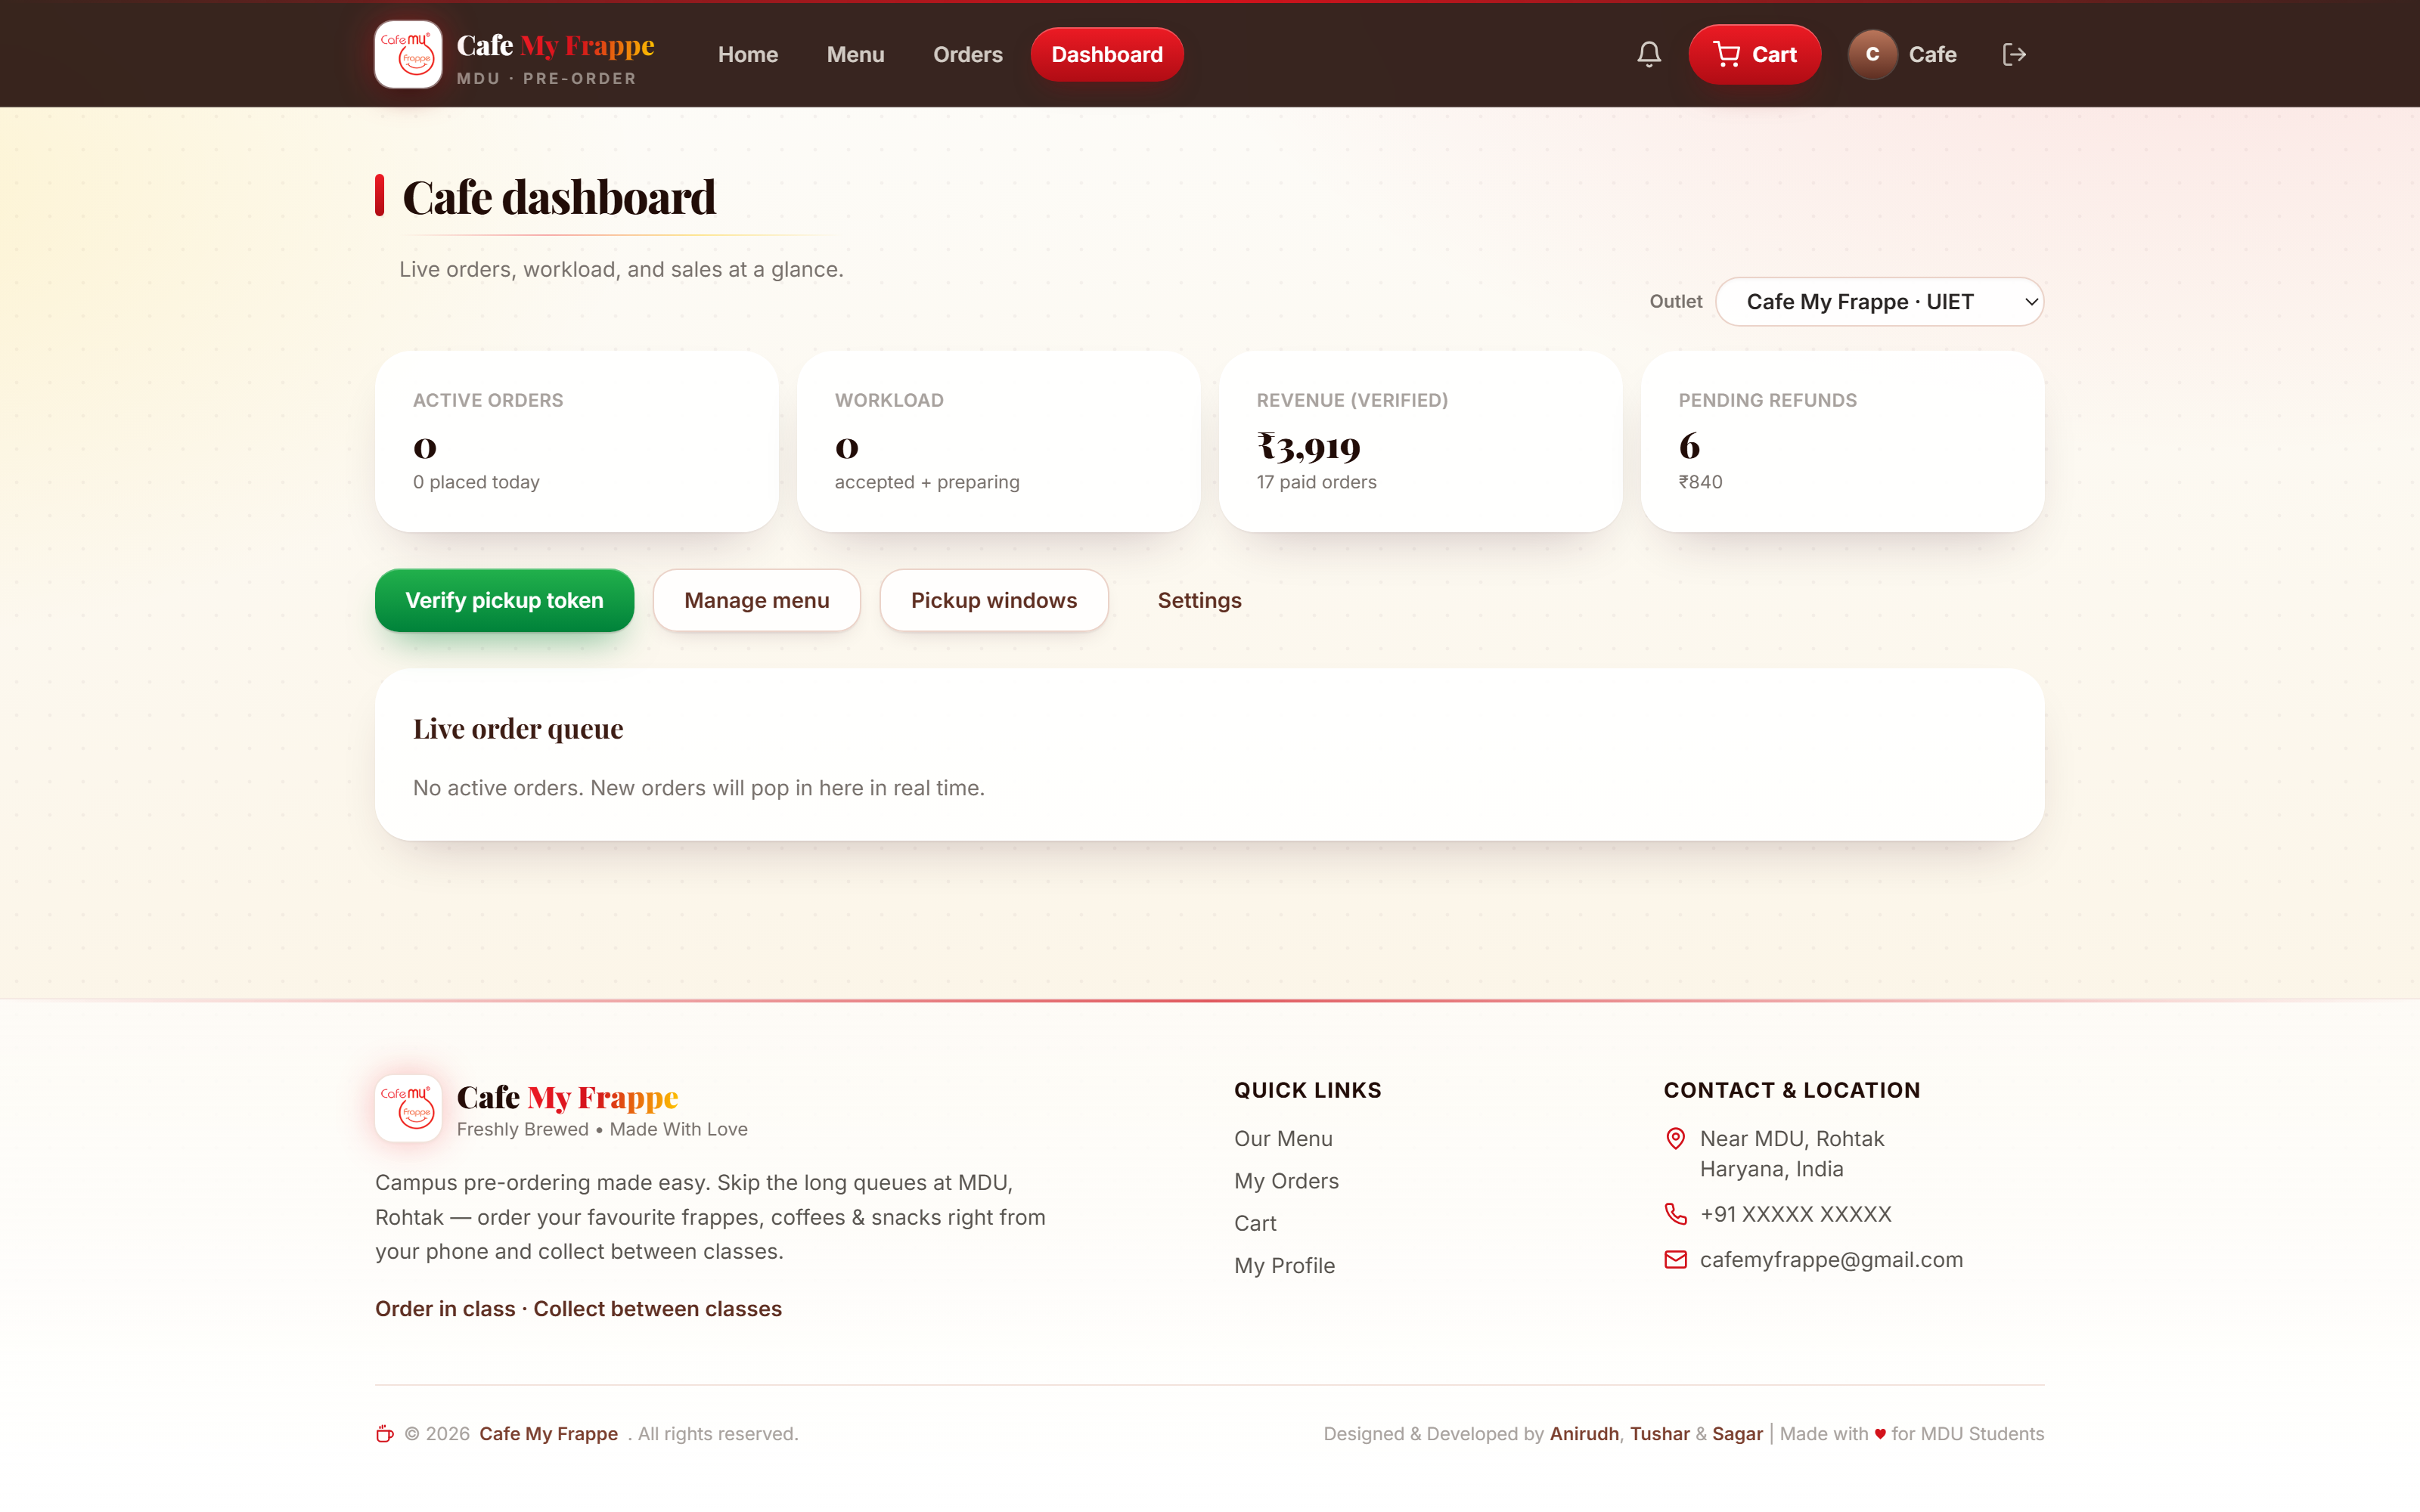 Cafe my®
Frappe
Cafe My Frappe
MDU · PRE-ORDER
Home
Menu
Orders
Dashboard
Cart
C
Cafe
Cafe dashboard
Live orders, workload, and sales at a glance.
Outlet
Cafe My Frappe · UIET
ACTIVE ORDERS
0
0 placed today
WORKLOAD
0
accepted + preparing
REVENUE (VERIFIED)
₹3,919
17 paid orders
PENDING REFUNDS
6
₹840
Verify pickup token
Manage menu
Pickup windows
Settings
Live order queue
No active orders. New orders will pop in here in real time.
Cafe my®
Frappe
Cafe My Frappe
Freshly Brewed • Made With Love
Campus pre-ordering made easy. Skip the long queues at MDU,
Rohtak — order your favourite frappes, coffees & snacks right from
your phone and collect between classes.
Order in class · Collect between classes
QUICK LINKS
Our Menu
My Orders
Cart
My Profile
CONTACT & LOCATION
Near MDU, Rohtak
Haryana, India
+91 XXXXX XXXXX
cafemyfrappe@gmail.com
© 2026 Cafe My Frappe . All rights reserved.
Designed & Developed by Anirudh, Tushar & Sagar | Made with ♥ for MDU Students